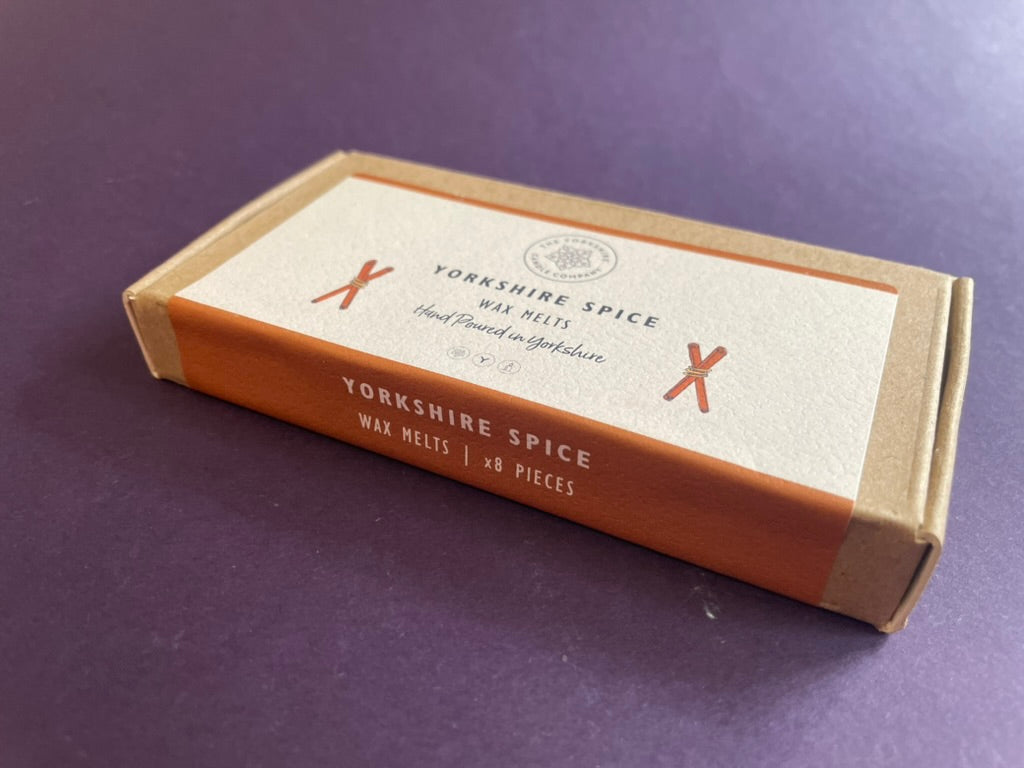 THE YORKSHIRE
CANDLE COMPANY
YORKSHIRE SPICE
WAX MELTS
Hand Poured in Yorkshire
Y
YORKSHIRE SPICE
WAX MELTS | x8 PIECES